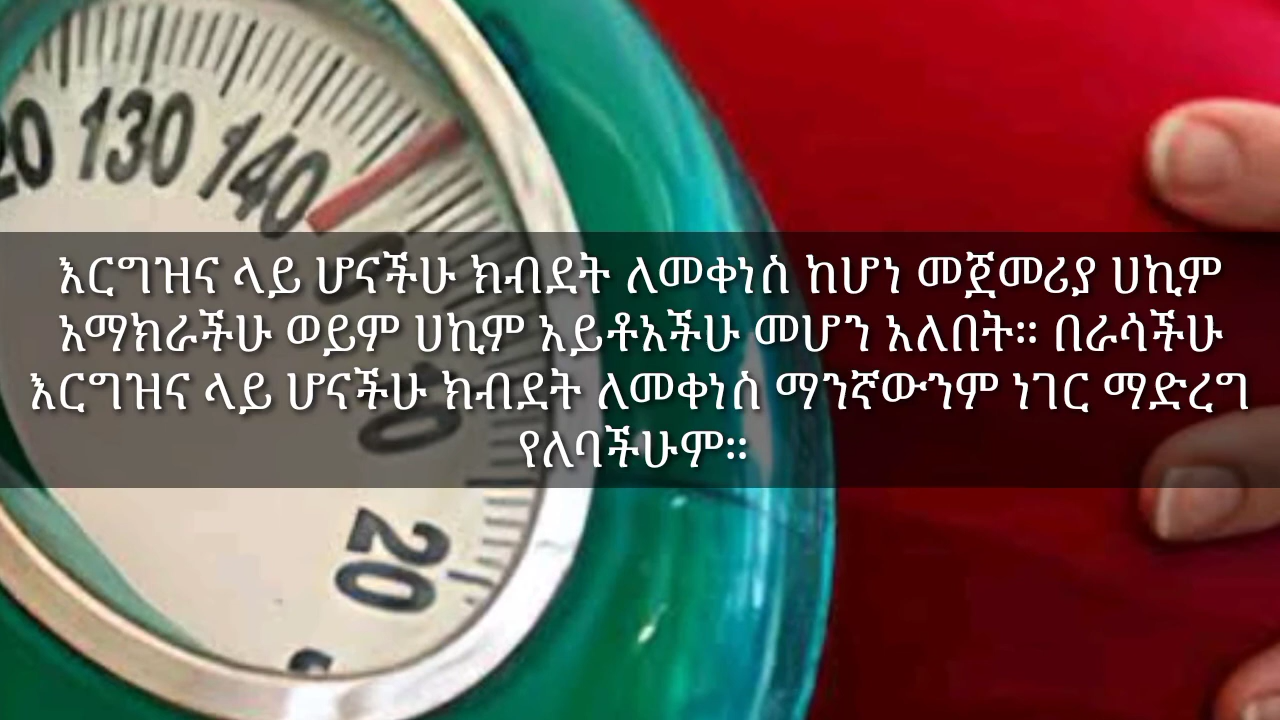 20 130 140
እርግዝና ላይ ሆናችሁ ክብደት ለመቀነስ ከሆነ መጀመሪያ ሀኪም
አማክራችሁ ወይም ሀኪም አይቶአችሁ መሆን አለበት። በራሳችሁ
እርግዝና ላይ ሆናችሁ ክብደት ለመቀነስ ማንኛውንም ነገር ማድረግ
የለባችሁም።
20